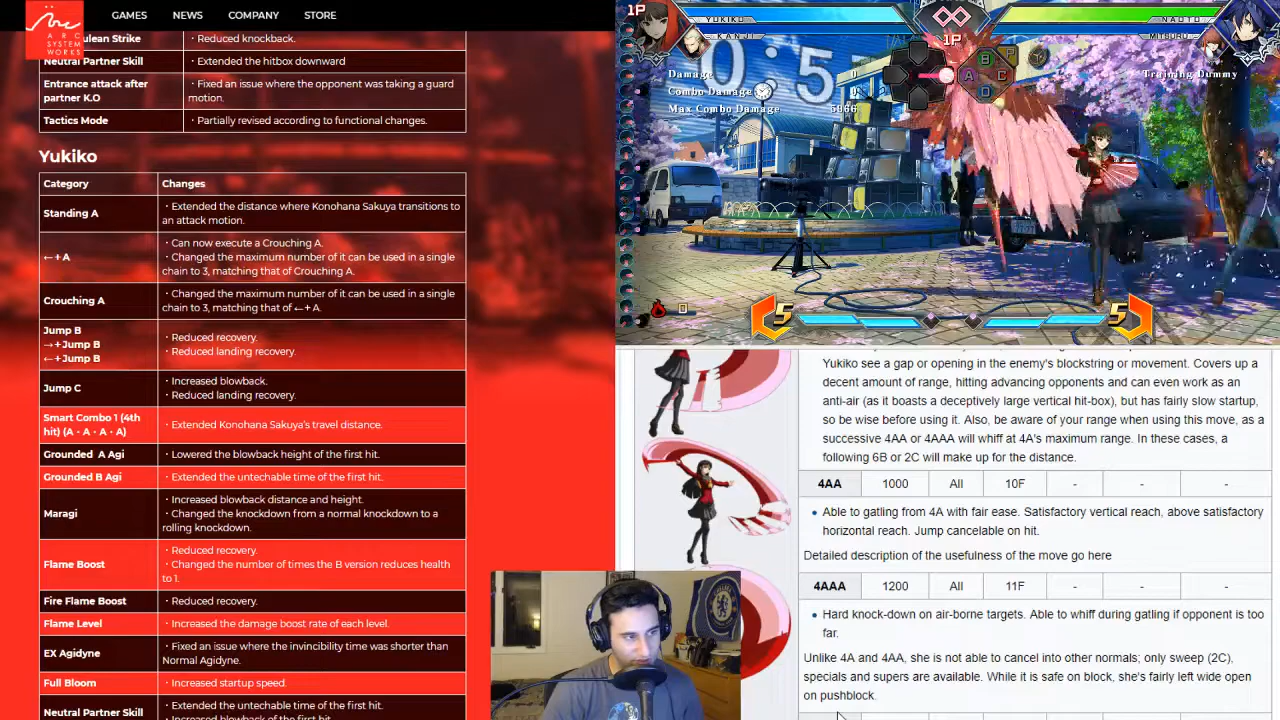 ARC
SYSTEM
WORKS
GAMES NEWS COMPANY STORE
ulean Strike
・Reduced knockback.
Neutral Partner Skill
・Extended the hitbox downward
Entrance attack after
partner K.O
・Fixed an issue where the opponent was taking a guard
motion.
Tactics Mode
・Partially revised according to functional changes.
Yukiko
Category
Changes
Standing A
・Extended the distance where Konohana Sakuya transitions to
an attack motion.
←+A
・Can now execute a Crouching A.
・Changed the maximum number of it can be used in a single
chain to 3, matching that of Crouching A.
Crouching A
・Changed the maximum number of it can be used in a single
chain to 3, matching that of ←+A.
Jump B
→+Jump B
←+Jump B
・Reduced recovery.
・Reduced landing recovery.
Jump C
・Increased blowback.
・Reduced landing recovery.
Smart Combo 1 (4th
hit) (A・A・A・A)
・Extended Konohana Sakuya's travel distance.
Grounded A Agi
・Lowered the blowback height of the first hit.
Grounded B Agi
・Extended the untechable time of the first hit.
Maragi
・Increased blowback distance and height.
・Changed the knockdown from a normal knockdown to a
rolling knockdown.
Flame Boost
・Reduced recovery.
・Changed the number of times the B version reduces health
to 1.
Fire Flame Boost
・Reduced recovery.
Flame Level
・Increased the damage boost rate of each level.
EX Agidyne
・Fixed an issue where the invincibility time was shorter than
Normal Agidyne.
Full Bloom
・Increased startup speed.
Neutral Partner Skill
・Extended the untechable time of the first hit.
・Increased blowback of the first hit.
1P
YUKIKO
KANJI
NAOTO
MITSURU
1P
Damage 0
Combo Damage
Max Combo Damage 5866
Training Dummy
P
B
A
C
D
0
5
5
Yukiko see a gap or opening in the enemy's blockstring or movement. Covers up a
decent amount of range, hitting advancing opponents and can even work as an
anti-air (as it boasts a deceptively large vertical hit-box), but has fairly slow startup,
so be wise before using it. Also, be aware of your range when using this move, as
a successive 4AA or 4AAA will whiff at 4A's maximum range. In these cases, a
following 6B or 2C will make up for the distance.
4AA 1000 All 10F - - -
Able to gatling from 4A with fair ease. Satisfactory vertical reach, above satisfactory
horizontal reach. Jump cancelable on hit.
Detailed description of the usefulness of the move go here
4AAA 1200 All 11F - - -
Hard knock-down on air-borne targets. Able to whiff during gatling if opponent is too
far.
Unlike 4A and 4AA, she is not able to cancel into other normals; only sweep (2C),
specials and supers are available. While it is safe on block, she's fairly left wide open
on pushblock.